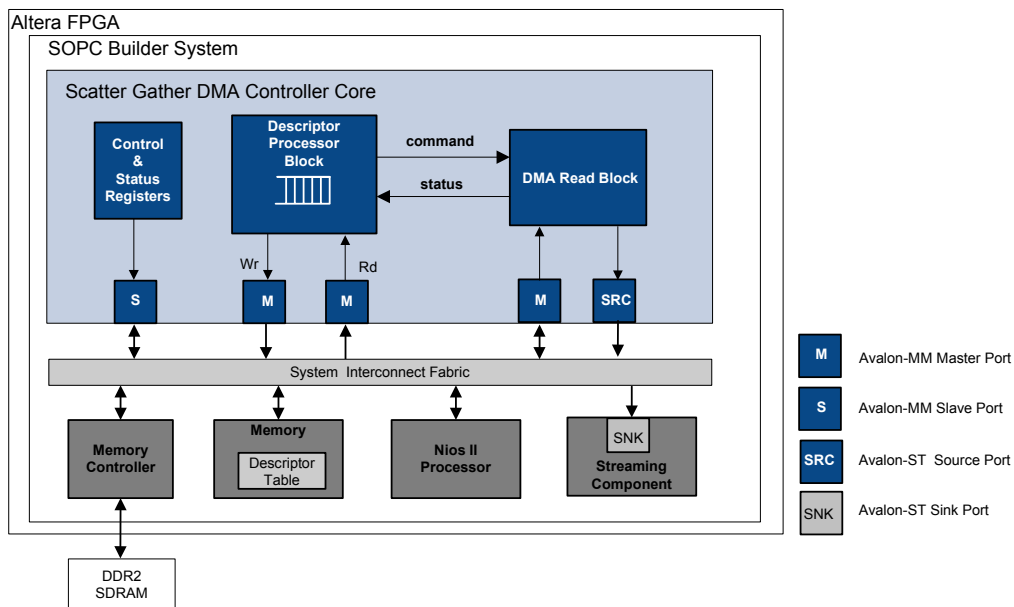 Altera FPGA
SOPC Builder System
Scatter Gather DMA Controller Core
Control
&
Status
Registers
Descriptor
Processor
Block
command
status
DMA Read Block
Wr
Rd
S
M
M
M
SRC
System Interconnect Fabric
Memory
Controller
Memory
Descriptor
Table
Nios II
Processor
SNK
Streaming
Component
DDR2
SDRAM
M Avalon-MM Master Port
S Avalon-MM Slave Port
SRC Avalon-ST Source Port
SNK Avalon-ST Sink Port